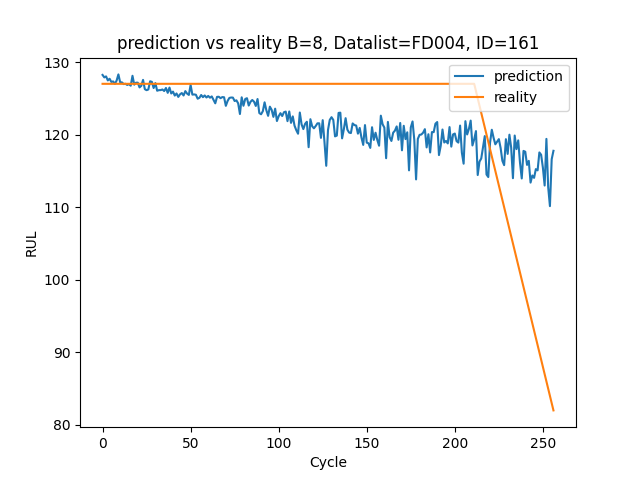 prediction vs reality B=8, Datalist=FD004, ID=161
prediction
reality
130
120
110
100
90
80
RUL
0 50 100 150 200 250
Cycle